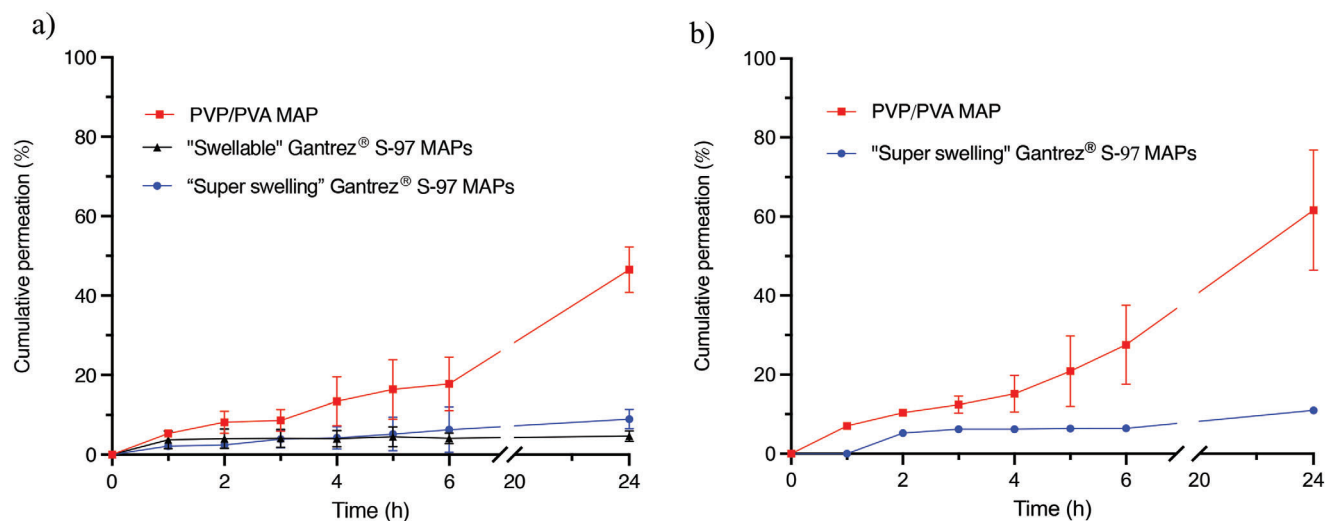 a)
100
80
60
40
20
0
Cumulative permeation (%)
PVP/PVA MAP
"Swellable" Gantrez® S-97 MAPs
“Super swelling” Gantrez® S-97 MAPs
0 2 4 6 20 24
Time (h)
b)
100
80
60
40
20
0
Cumulative permeation (%)
PVP/PVA MAP
"Super swelling" Gantrez® S-97 MAPs
0 2 4 6 20 24
Time (h)